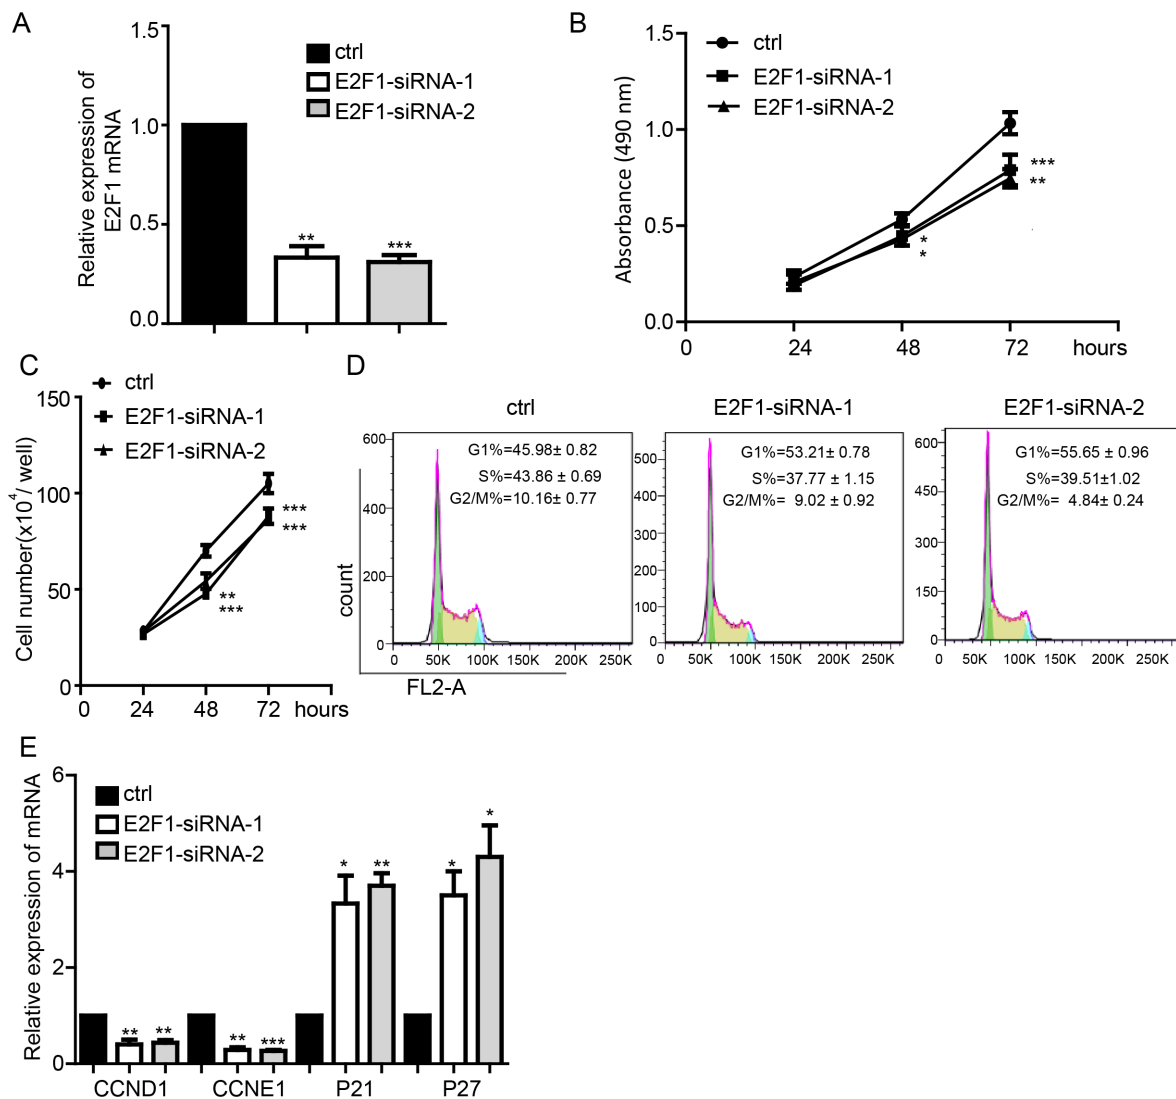 A
Relative expression of
E2F1 mRNA
1.5
1.0
0.5
0.0
ctrl
E2F1-siRNA-1
E2F1-siRNA-2
**
***
B
Absorbance (490 nm)
1.5
1.0
0.5
0.0
ctrl
E2F1-siRNA-1
E2F1-siRNA-2
***
**
*
*
0 24 48 72 hours
C
Cell number(x10⁴/ well)
150
100
50
0
ctrl
E2F1-siRNA-1
E2F1-siRNA-2
***
***
**
***
0 24 48 72 hours
D
ctrl
count
600
400
200
0
G1%=45.98± 0.82
S%=43.86 ± 0.69
G2/M%=10.16± 0.77
0 50K 100K 150K 200K 250K
FL2-A
E2F1-siRNA-1
500
400
300
200
100
0
G1%=53.21± 0.78
S%=37.77 ± 1.15
G2/M%= 9.02 ± 0.92
0 50K 100K 150K 200K 250K
E2F1-siRNA-2
600
450
300
150
0
G1%=55.65 ± 0.96
S%=39.51±1.02
G2/M%= 4.84± 0.24
0 50K 100K 150K 200K 250K
E
Relative expression of mRNA
6
4
2
0
ctrl
E2F1-siRNA-1
E2F1-siRNA-2
** ** ** *** * ** * *
CCND1 CCNE1 P21 P27